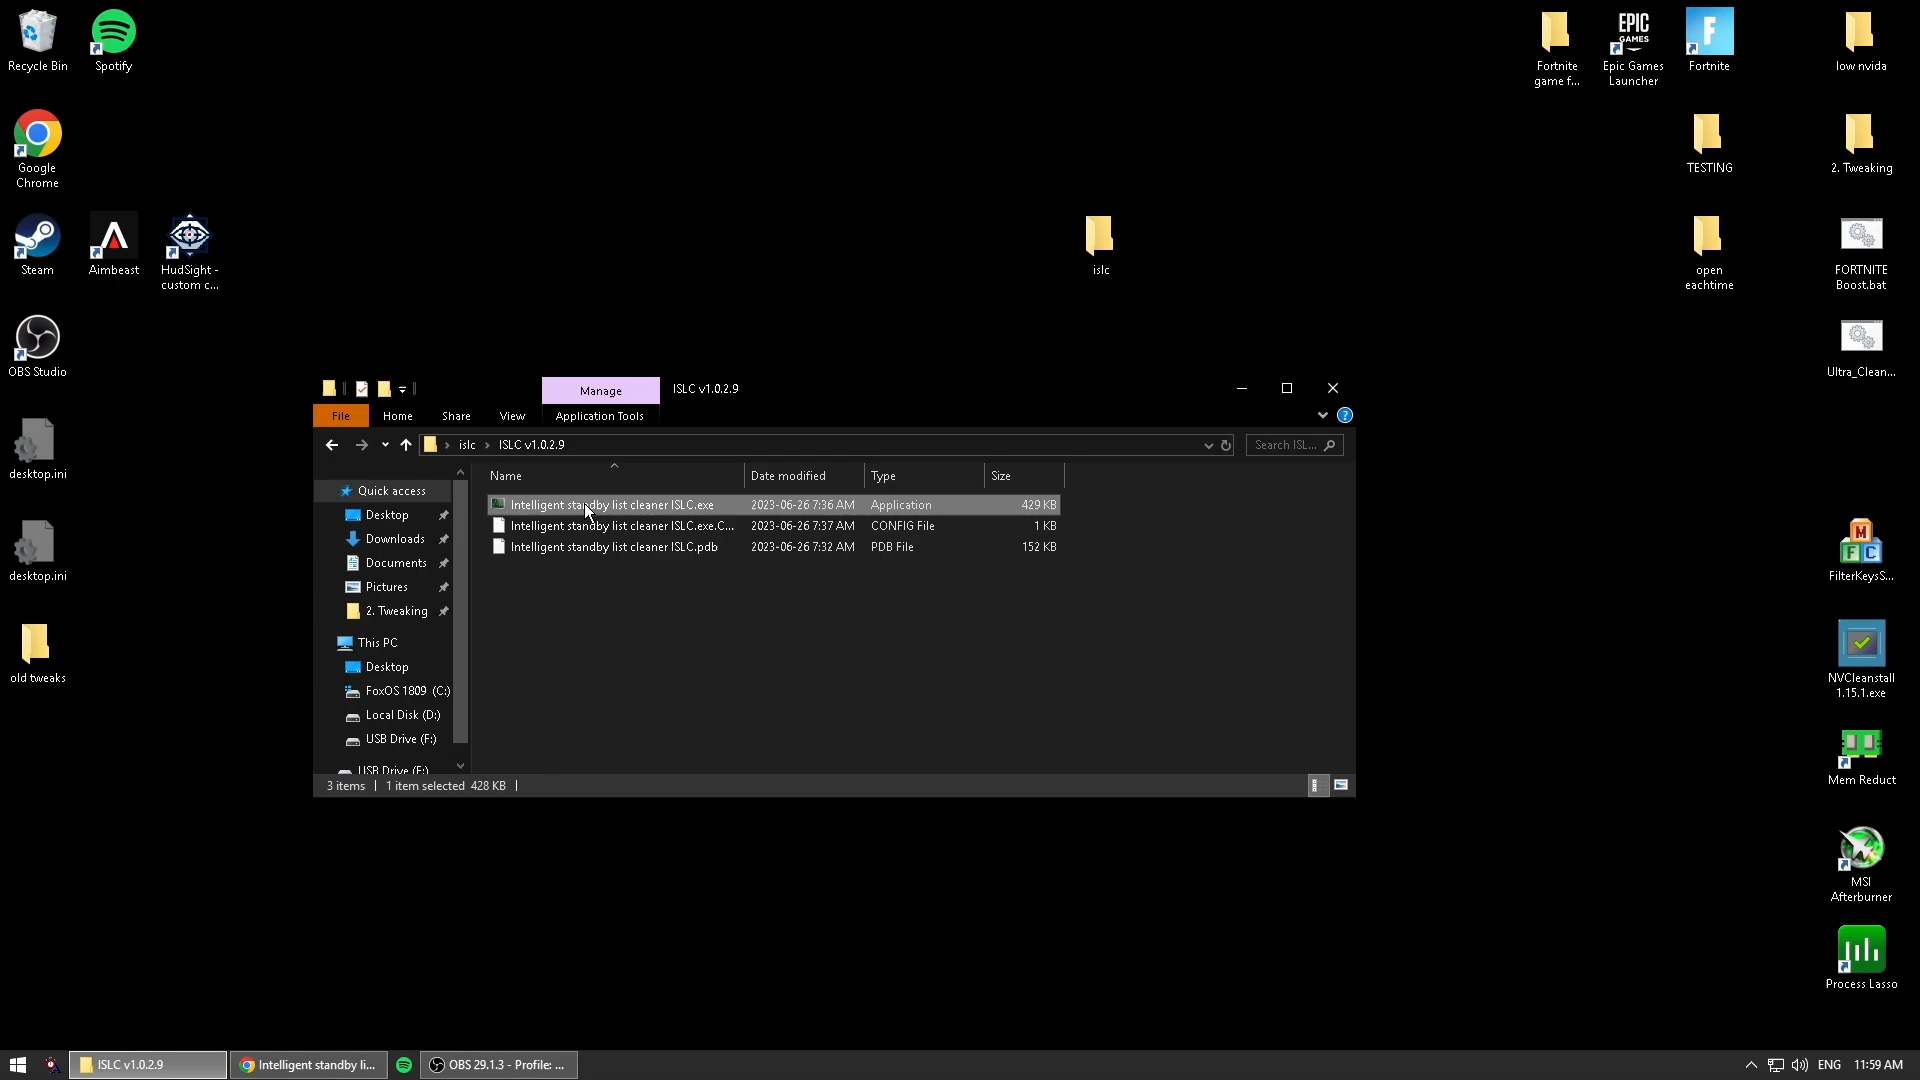 Recycle Bin
Spotify
Google
Chrome
Steam
Aimbeast
HudSight -
custom c...
OBS Studio
desktop.ini
desktop.ini
old tweaks
islc
Fortnite
game f...
EPIC
GAMES
Epic Games
Launcher
F
Fortnite
low nvida
TESTING
2. Tweaking
open
eachtime
FORTNITE
Boost.bat
Ultra_Clean...
M
F C
FilterKeysS...
NVCleanstall
1.15.1.exe
Mem Reduct
MSI
Afterburner
Process Lasso
Manage
ISLC v1.0.2.9
File
Home
Share
View
Application Tools
?
islc
ISLC v1.0.2.9
Search ISL...
Name
Date modified
Type
Size
Intelligent standby list cleaner ISLC.exe
2023-06-26 7:36 AM
Application
429 KB
Intelligent standby list cleaner ISLC.exe.C...
2023-06-26 7:37 AM
CONFIG File
1 KB
Intelligent standby list cleaner ISLC.pdb
2023-06-26 7:32 AM
PDB File
152 KB
Quick access
Desktop
Downloads
Documents
Pictures
2. Tweaking
This PC
Desktop
FoxOS 1809 (C:)
Local Disk (D:)
USB Drive (F:)
USB Drive (F:)
3 items
1 item selected 428 KB
ISLC v1.0.2.9
Intelligent standby li...
OBS 29.1.3 - Profile: ...
ENG
11:59 AM